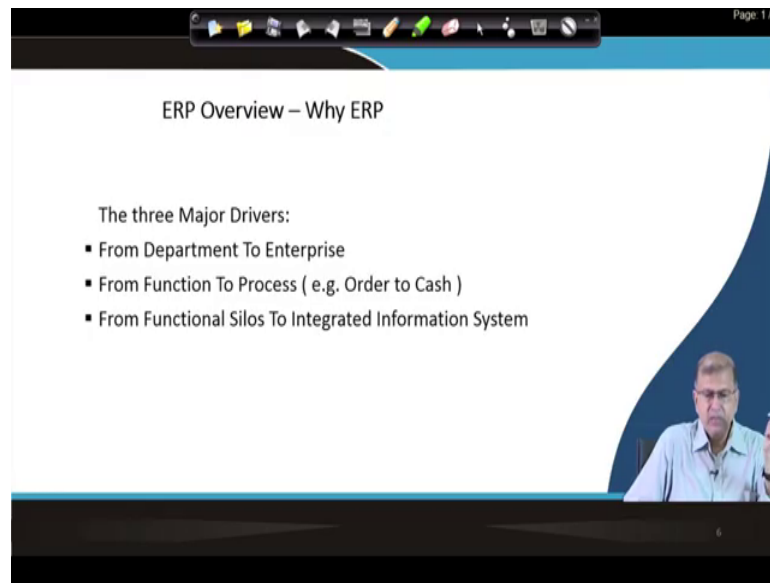 Page: 1 /
ERP Overview – Why ERP
The three Major Drivers:
▪ From Department To Enterprise
▪ From Function To Process ( e.g. Order to Cash )
▪ From Functional Silos To Integrated Information System
6